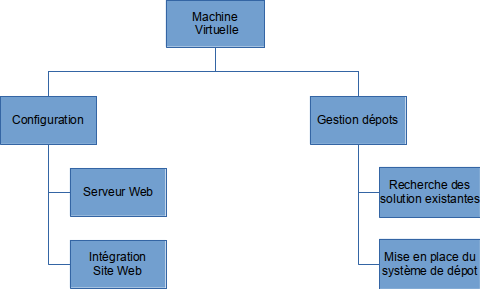 Machine
Virtuelle
Configuration
Gestion dépots
Serveur Web
Recherche des
solution existantes
Intégration
Site Web
Mise en place du
système de dépot